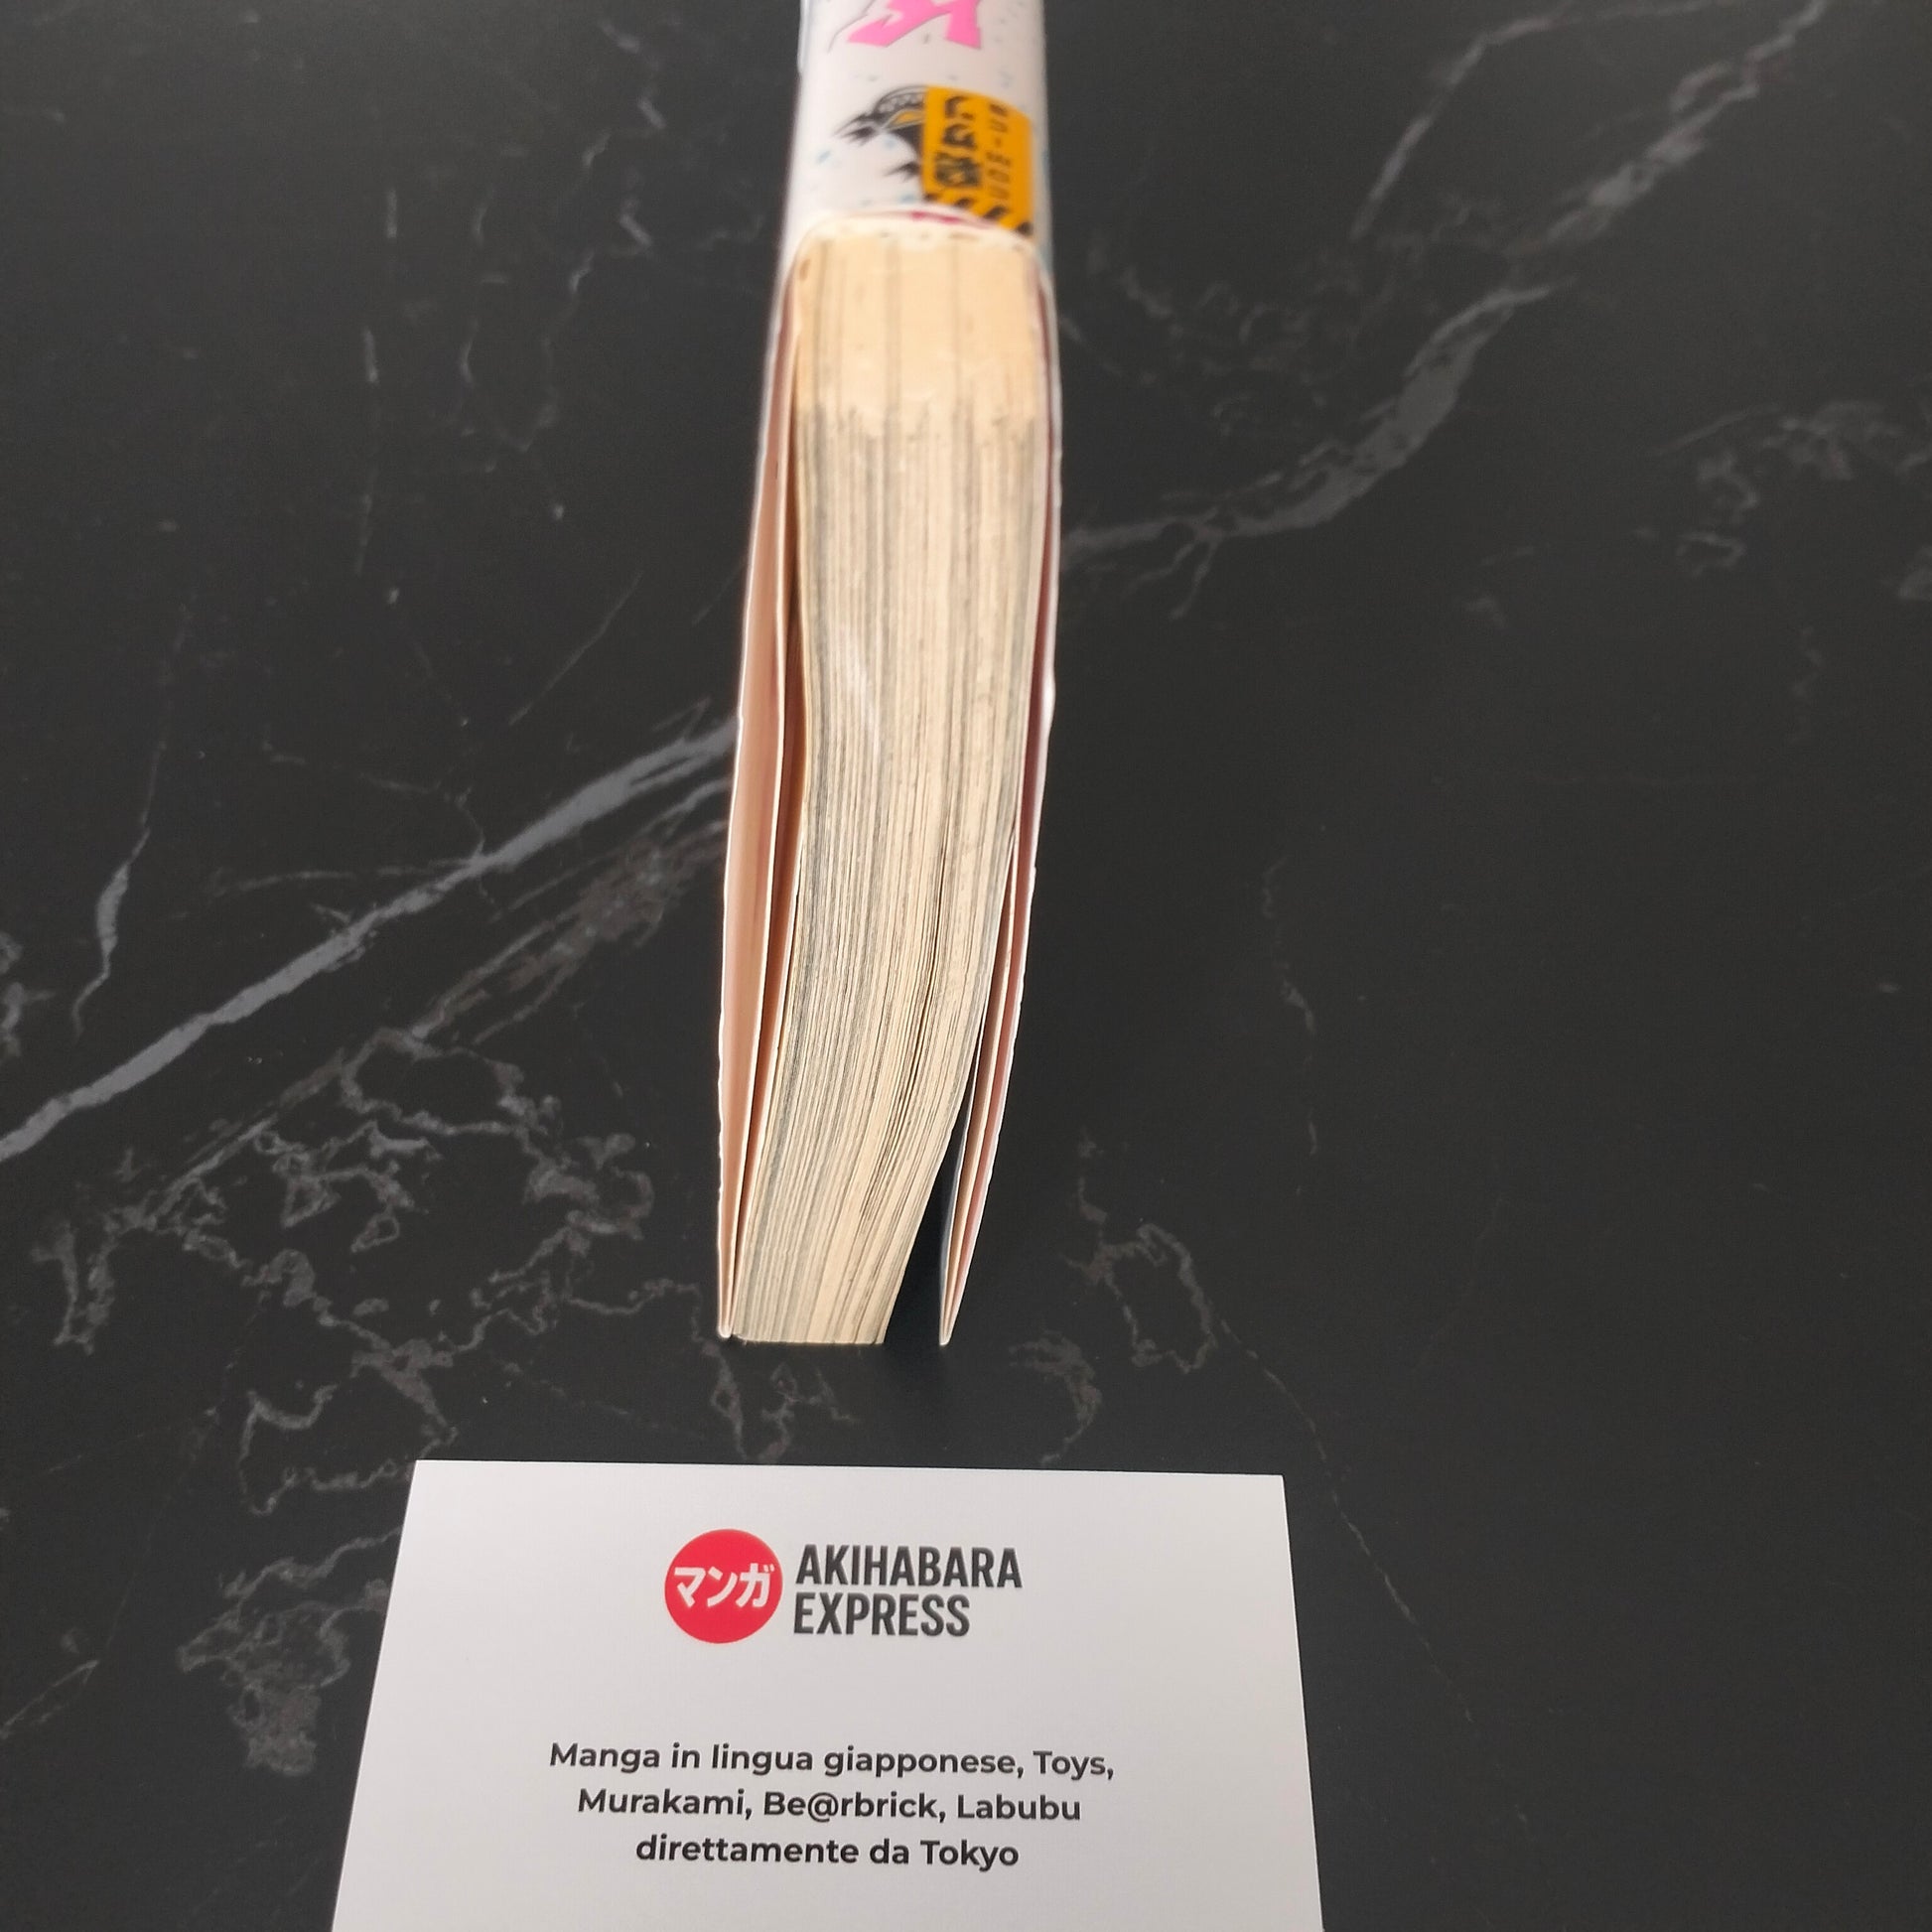 マンガ
AKIHABARA
EXPRESS
Manga in lingua giapponese, Toys,
Murakami, Be@rbrick, Labubu
direttamente da Tokyo